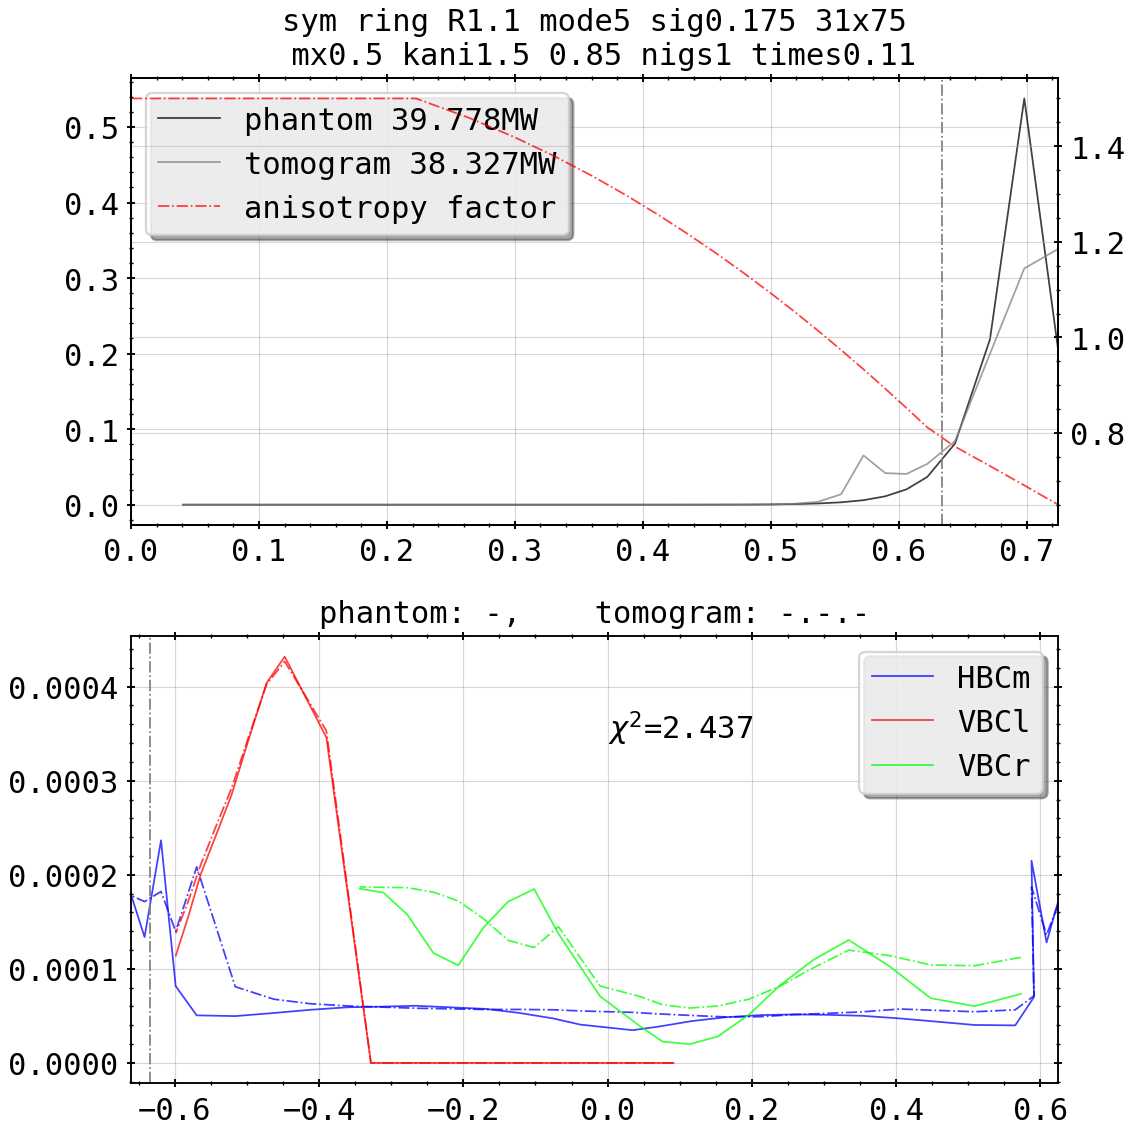 sym ring R1.1 mode5 sig0.175 31x75
mx0.5 kani1.5 0.85 nigs1 times0.11
phantom 39.778MW
tomogram 38.327MW
anisotropy factor
0.5
0.4
0.3
0.2
0.1
0.0
1.4
1.2
1.0
0.8
0.0 0.1 0.2 0.3 0.4 0.5 0.6 0.7
phantom: -, tomogram: -.-.-
HBCm
VBCl
VBCr
χ²=2.437
0.0004
0.0003
0.0002
0.0001
0.0000
−0.6 −0.4 −0.2 0.0 0.2 0.4 0.6